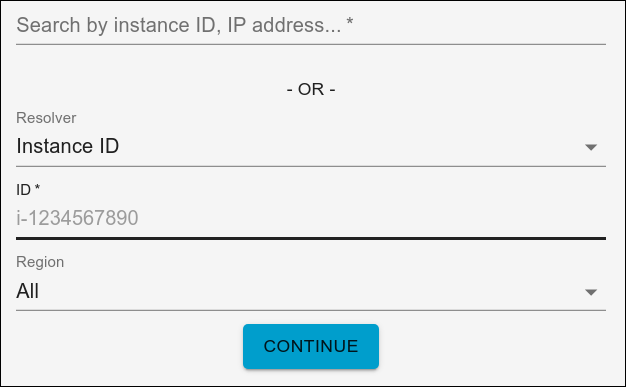 Search by instance ID, IP address... *
- OR -
Resolver
Instance ID
ID *
i-1234567890
Region
All
CONTINUE